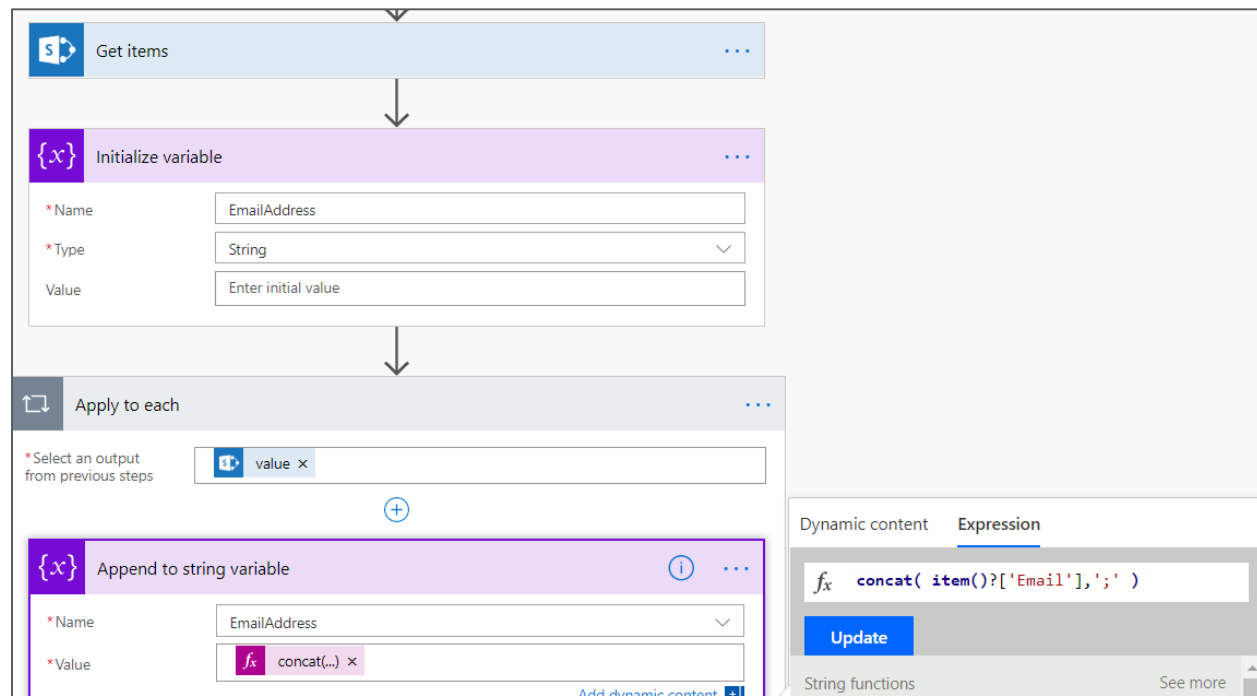 Get items
{x} Initialize variable
* Name EmailAddress
* Type String
Value Enter initial value
Apply to each
* Select an output
from previous steps
value ×
Dynamic content Expression
{x} Append to string variable
fx concat( item()?['Email'],';' )
* Name EmailAddress
Update
* Value fx concat(...) ×
String functions See more
Add dynamic content